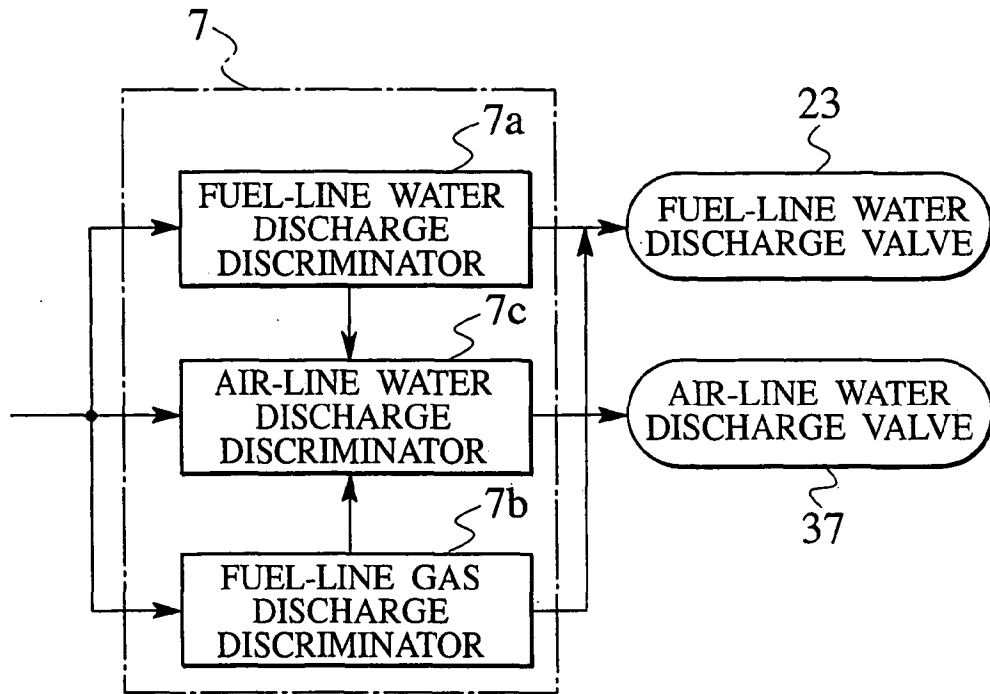 7
7a
FUEL-LINE WATER
DISCHARGE
DISCRIMINATOR
23
FUEL-LINE WATER
DISCHARGE VALVE
7c
AIR-LINE WATER
DISCHARGE
DISCRIMINATOR
AIR-LINE WATER
DISCHARGE VALVE
37
7b
FUEL-LINE GAS
DISCHARGE
DISCRIMINATOR